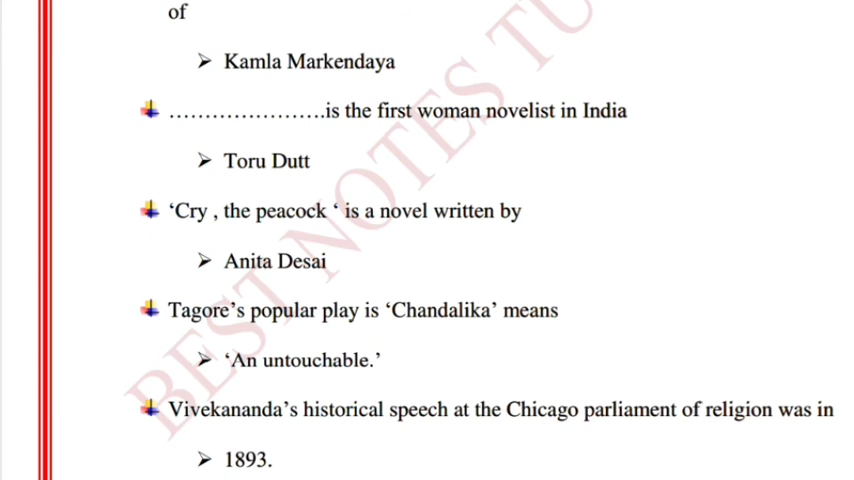 of
➢ Kamla Markendaya
…………………..is the first woman novelist in India
➢ Toru Dutt
‘Cry , the peacock ‘ is a novel written by
➢ Anita Desai
Tagore’s popular play is ‘Chandalika’ means
➢ ‘An untouchable.’
Vivekananda’s historical speech at the Chicago parliament of religion was in
➢ 1893.
BEST NOTES TU